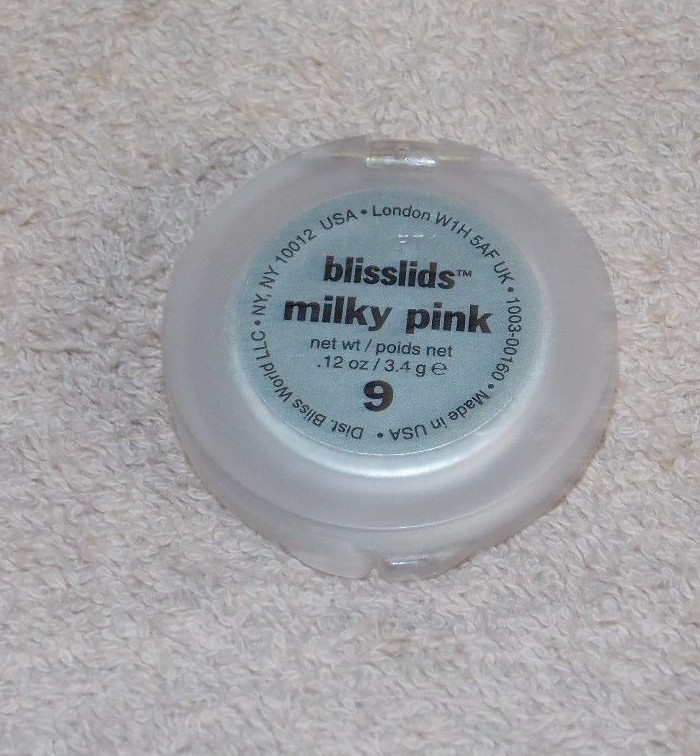 blisslids™
milky pink
net wt / poids net
.12 oz / 3.4 g ℮
9
Dist. Bliss World LLC • NY, NY 10012 USA • London W1H 5AF UK • 1003-00160 • Made in USA •